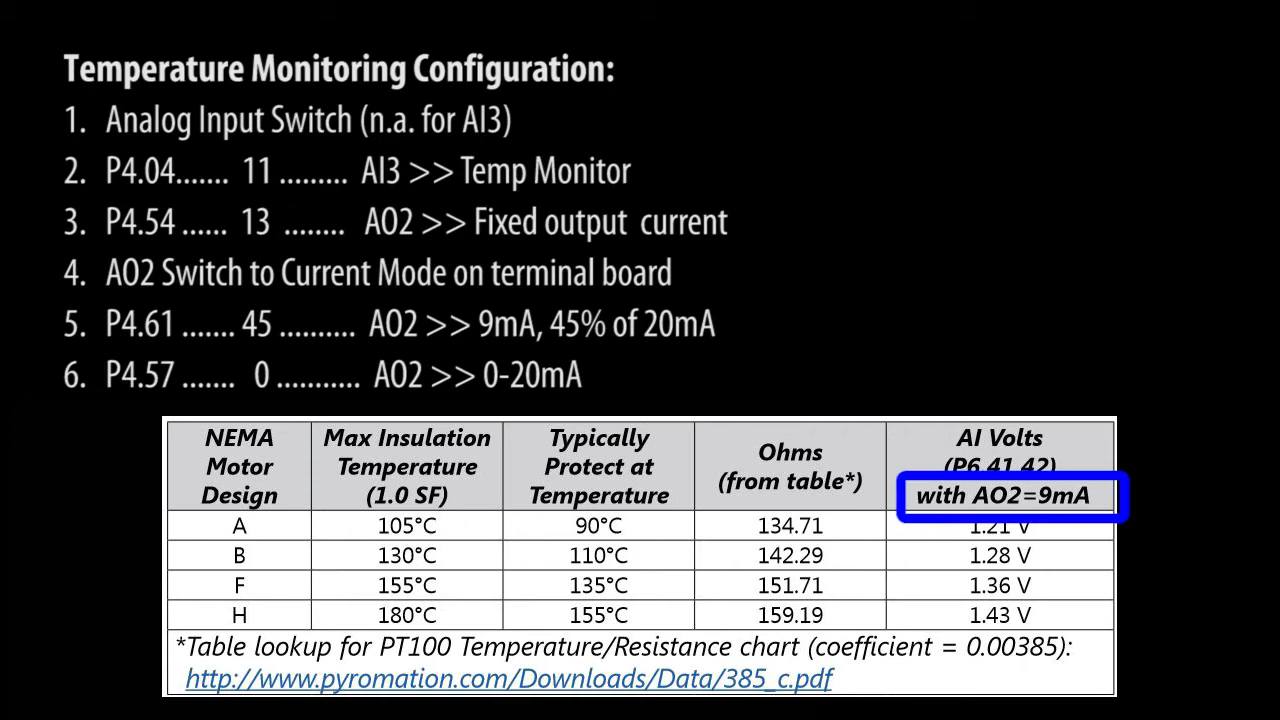 Temperature Monitoring Configuration:
1. Analog Input Switch (n.a. for AI3)
2. P4.04....... 11 ......... AI3 >> Temp Monitor
3. P4.54 ...... 13 ........ AO2 >> Fixed output current
4. AO2 Switch to Current Mode on terminal board
5. P4.61 ....... 45 .......... AO2 >> 9mA, 45% of 20mA
6. P4.57 ....... 0 ........... AO2 >> 0-20mA
NEMA Motor Design | Max Insulation Temperature (1.0 SF) | Typically Protect at Temperature | Ohms (from table*) | AI Volts (P6.41,42) with AO2=9mA
A | 105°C | 90°C | 134.71 | 1.21 V
B | 130°C | 110°C | 142.29 | 1.28 V
F | 155°C | 135°C | 151.71 | 1.36 V
H | 180°C | 155°C | 159.19 | 1.43 V
*Table lookup for PT100 Temperature/Resistance chart (coefficient = 0.00385):
http://www.pyromation.com/Downloads/Data/385_c.pdf